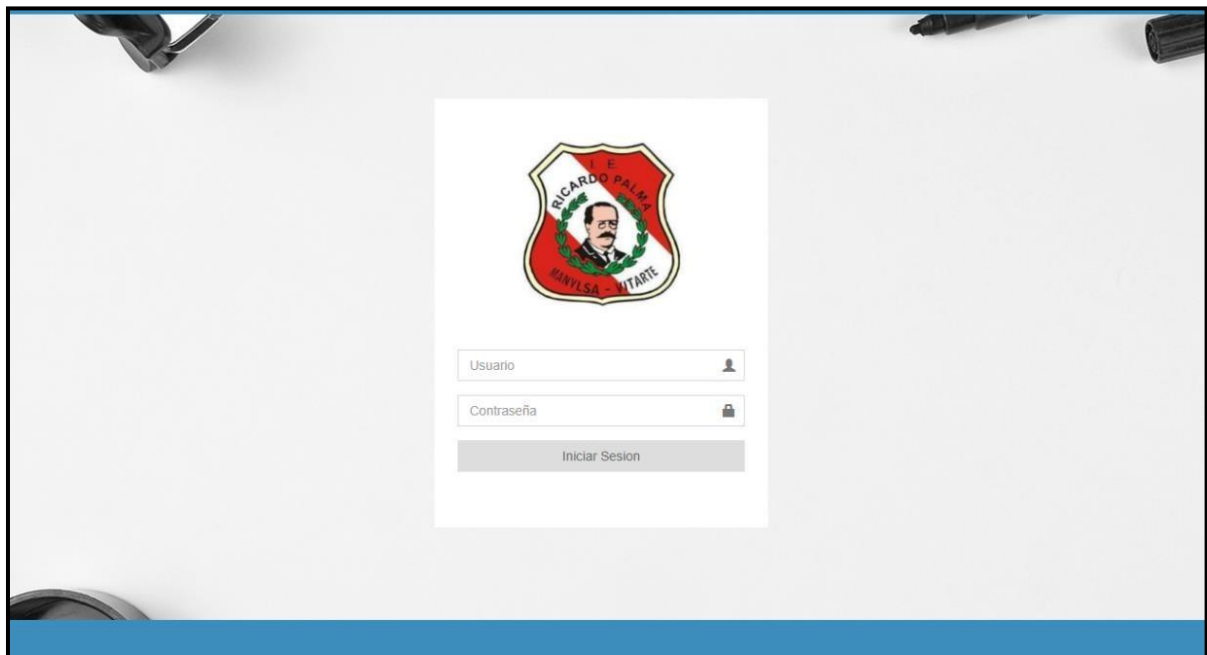 I. E.
RICARDO PALMA
MANYLSA - VITARTE
Usuario
Contraseña
Iniciar Sesion